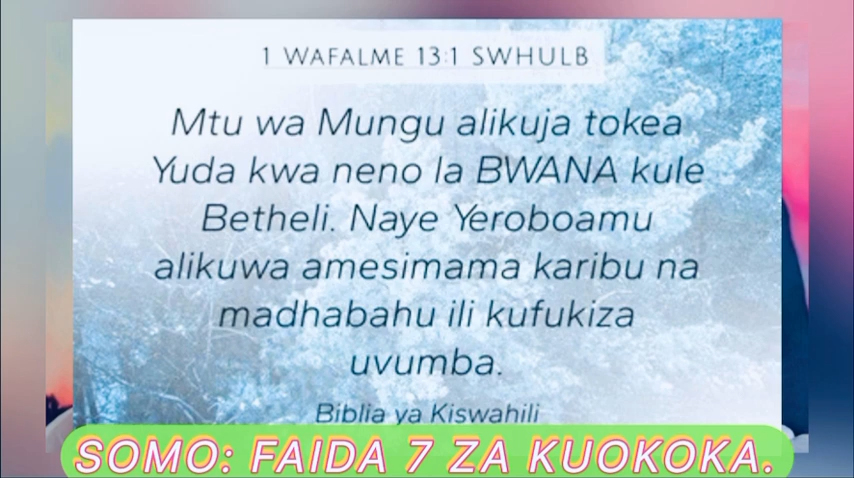 1 WAFALME 13:1 SWHULB
Mtu wa Mungu alikuja tokea
Yuda kwa neno la BWANA kule
Betheli. Naye Yeroboamu
alikuwa amesimama karibu na
madhabahu ili kufukiza
uvumba.
Biblia ya Kiswahili
SOMO: FAIDA 7 ZA KUOKOKA.